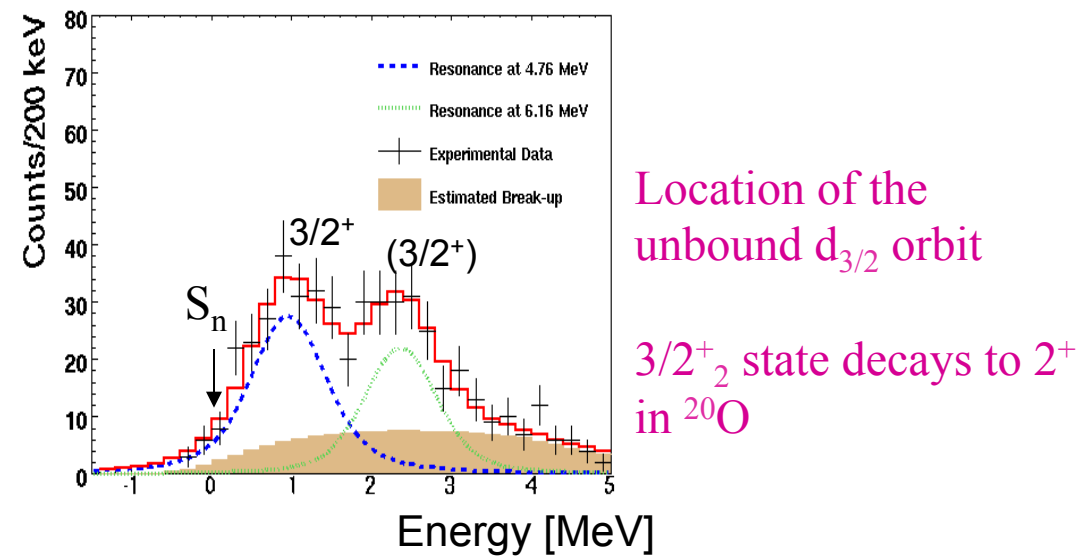 Counts/200 keV
80
70
60
50
40
30
20
10
0
Resonance at 4.76 MeV
Resonance at 6.16 MeV
Experimental Data
Estimated Break-up
3/2⁺
(3/2⁺)
Sₙ
-1 0 1 2 3 4 5
Energy [MeV]
Location of the
unbound d₃/₂ orbit
3/2⁺₂ state decays to 2⁺
in ²⁰O